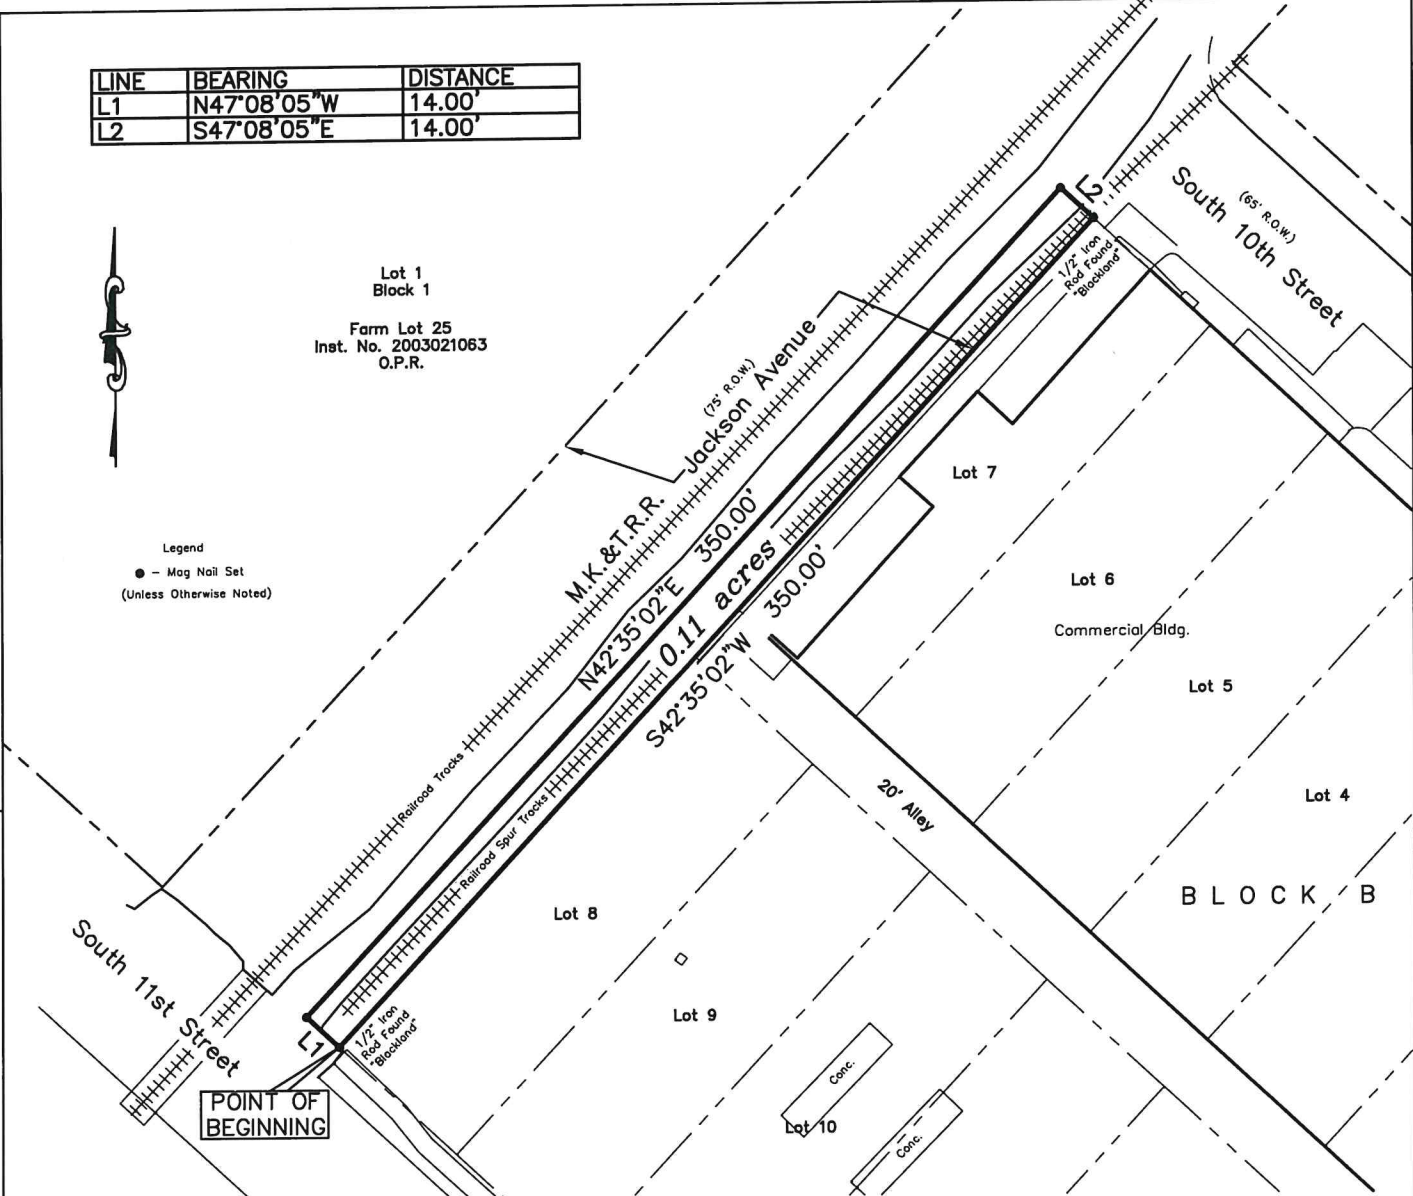 LINE BEARING DISTANCE
L1 N47°08'05"W 14.00'
L2 S47°08'05"E 14.00'
Lot 1
Block 1
Farm Lot 25
Inst. No. 2003021063
O.P.R.
Legend
● – Mag Nail Set
(Unless Otherwise Noted)
L2
1/2" Iron
Rod Found
"Blockland"
South 10th Street
(65' R.O.W.)
Jackson Avenue
(75' R.O.W.)
M.K.&T.R.R.
N42°35'02"E 350.00'
0.11 acres
S42°35'02"W 350.00'
Railroad Tracks
Railroad Spur Tracks
Lot 7
Lot 6
Commercial Bldg.
Lot 5
Lot 4
BLOCK B
20' Alley
Lot 8
Lot 9
Lot 10
Conc.
Conc.
South 11st Street
L1
1/2" Iron
Rod Found
"Blockland"
POINT OF
BEGINNING